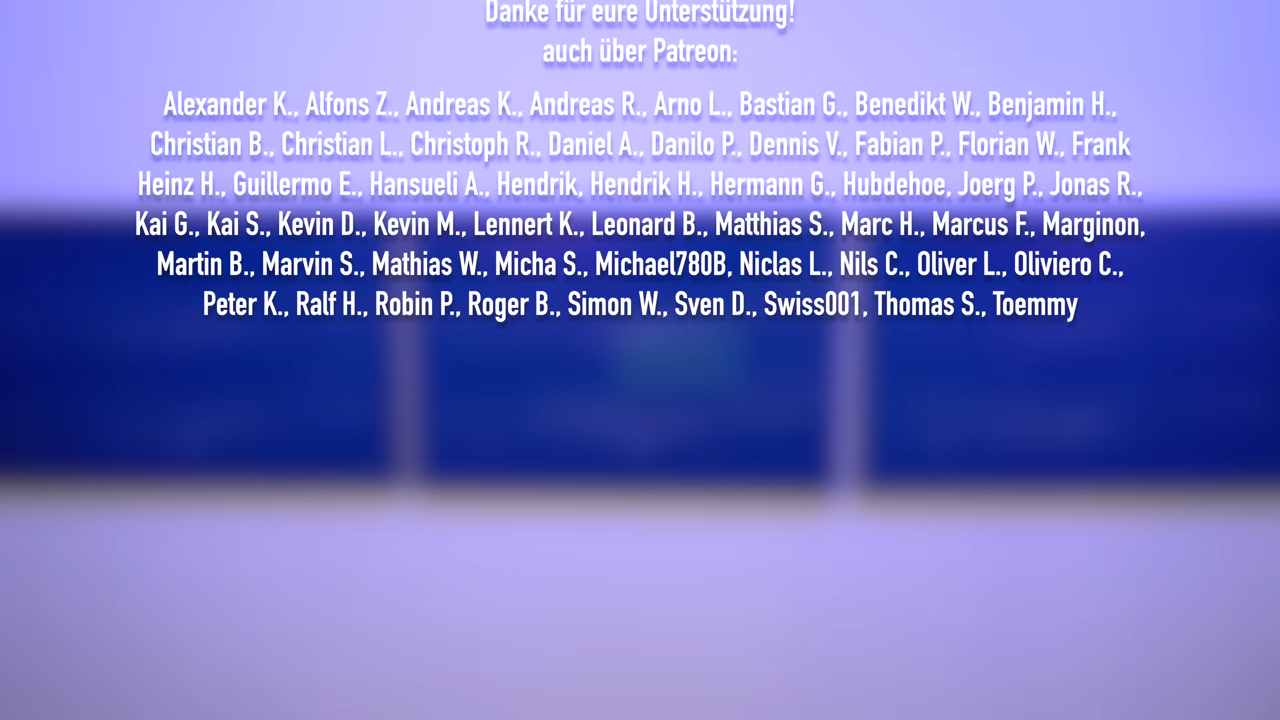 Danke für eure Unterstützung!
auch über Patreon:
Alexander K., Alfons Z., Andreas K., Andreas R., Arno L., Bastian G., Benedikt W., Benjamin H.,
Christian B., Christian L., Christoph R., Daniel A., Danilo P., Dennis V., Fabian P., Florian W., Frank
Heinz H., Guillermo E., Hansueli A., Hendrik, Hendrik H., Hermann G., Hubdehoe, Joerg P., Jonas R.,
Kai G., Kai S., Kevin D., Kevin M., Lennert K., Leonard B., Matthias S., Marc H., Marcus F., Marginon,
Martin B., Marvin S., Mathias W., Micha S., Michael780B, Niclas L., Nils C., Oliver L., Oliviero C.,
Peter K., Ralf H., Robin P., Roger B., Simon W., Sven D., Swiss001, Thomas S., Toemmy